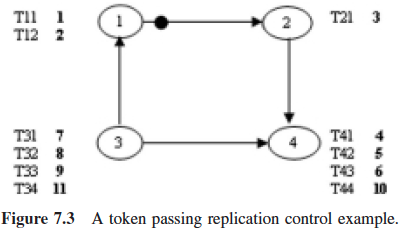 T11 1
T12 2
1
2
T21 3
T31 7
T32 8
T33 9
T34 11
3
4
T41 4
T42 5
T43 6
T44 10
Figure 7.3 A token passing replication control example.